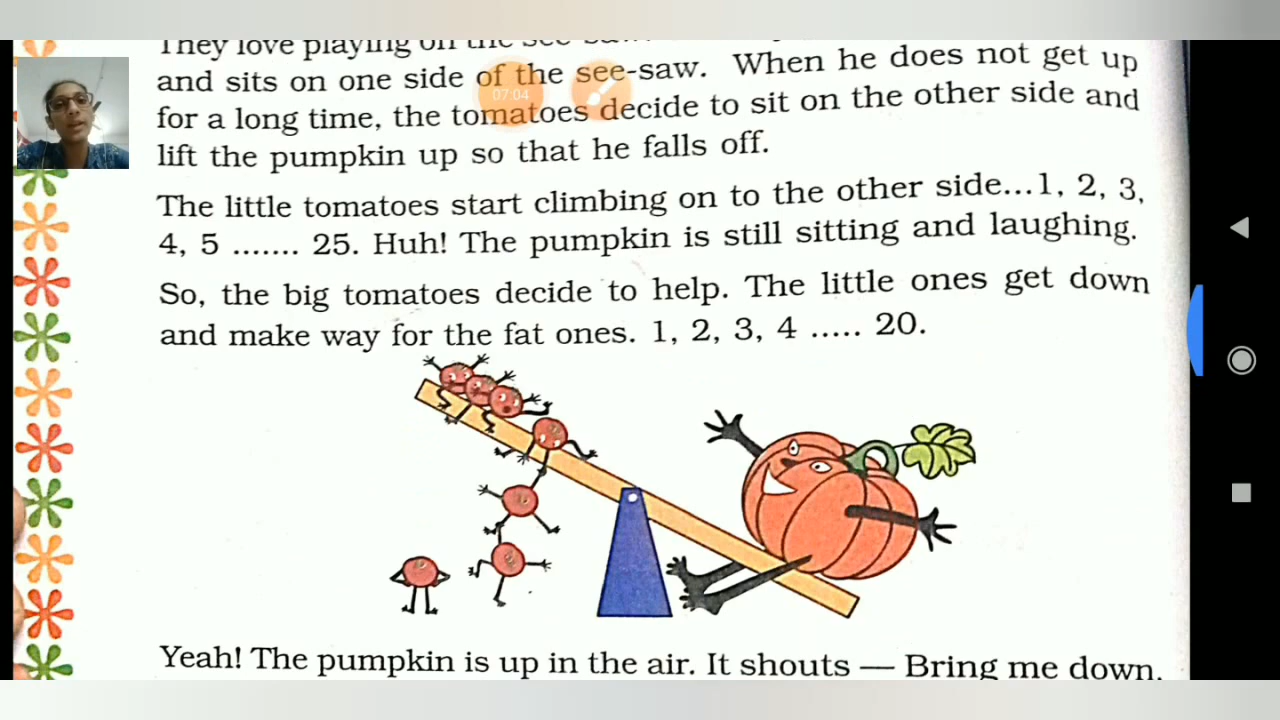 They love playing on the see-saw.
and sits on one side of the see-saw. When he does not get up
07:04
for a long time, the tomatoes decide to sit on the other side and
lift the pumpkin up so that he falls off.
The little tomatoes start climbing on to the other side...1, 2, 3,
4, 5 ....... 25. Huh! The pumpkin is still sitting and laughing.
So, the big tomatoes decide to help. The little ones get down
and make way for the fat ones. 1, 2, 3, 4 ..... 20.
Yeah! The pumpkin is up in the air. It shouts — Bring me down.